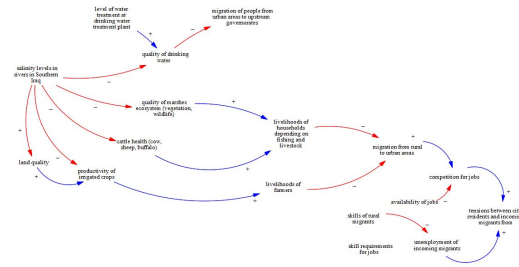 level of water
treatment at
drinking water
treatment plant
migration of people from
urban areas to upstream
governorates
quality of drinking
water
salinity levels in
rivers in Southern
Iraq
quality of marshes
ecosystem (vegetation,
wildlife)
cattle health (cow,
sheep, buffalo)
land quality
productivity of
irrigated crops
livelihoods of
households
depending on
fishing and
livestock
livelihoods of
farmers
migration from rural
to urban areas
competition for jobs
availability of jobs
skills of rural
migrants
skill requirements
for jobs
unemployment of
incoming migrants
tensions between cit
residents and income
migrants from
+
+
+
+
+
+
+
+
+
−
−
−
−
−
−
−
−
−